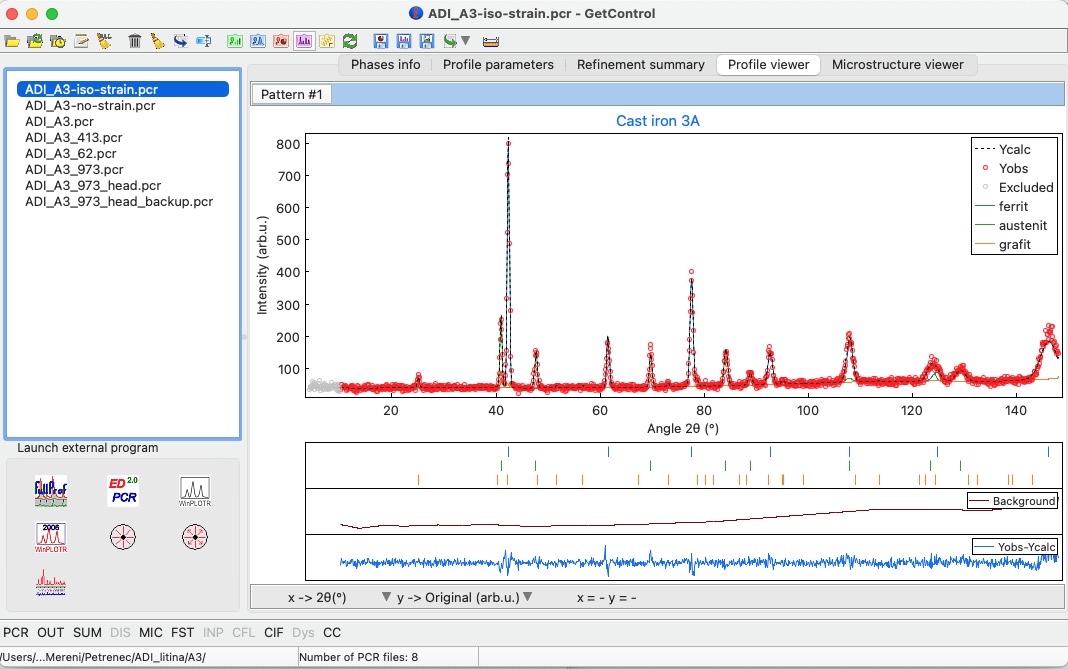 ADI_A3-iso-strain.pcr - GetControl
Phases info Profile parameters Refinement summary Profile viewer Microstructure viewer
ADI_A3-iso-strain.pcr
ADI_A3-no-strain.pcr
ADI_A3.pcr
ADI_A3_413.pcr
ADI_A3_62.pcr
ADI_A3_973.pcr
ADI_A3_973_head.pcr
ADI_A3_973_head_backup.pcr
Launch external program
FullProf
ED 2.0
PCR
WinPLOTR
2006
WinPLOTR
Pattern #1
Cast iron 3A
Intensity (arb.u.)
800
700
600
500
400
300
200
100
20 40 60 80 100 120 140
Angle 2θ (°)
Ycalc
Yobs
Excluded
ferrit
austenit
grafit
Background
Yobs-Ycalc
x -> 2θ(°) y -> Original (arb.u.) x = - y = -
PCR OUT SUM DIS MIC FST INP CFL CIF Dys CC
/Users/...Mereni/Petrenec/ADI_litina/A3/ Number of PCR files: 8